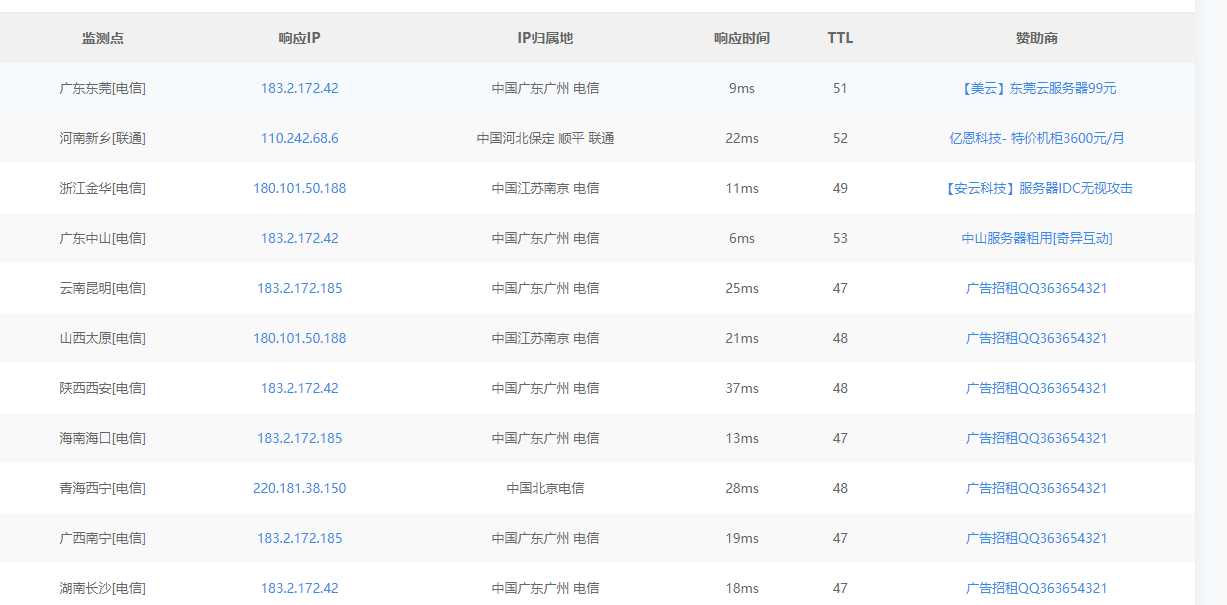 监测点 响应IP IP归属地 响应时间 TTL 赞助商
广东东莞[电信] 183.2.172.42 中国广东广州 电信 9ms 51 【美云】东莞云服务器99元
河南新乡[联通] 110.242.68.6 中国河北保定 顺平 联通 22ms 52 亿恩科技- 特价机柜3600元/月
浙江金华[电信] 180.101.50.188 中国江苏南京 电信 11ms 49 【安云科技】服务器IDC无视攻击
广东中山[电信] 183.2.172.42 中国广东广州 电信 6ms 53 中山服务器租用[奇异互动]
云南昆明[电信] 183.2.172.185 中国广东广州 电信 25ms 47 广告招租QQ363654321
山西太原[电信] 180.101.50.188 中国江苏南京 电信 21ms 48 广告招租QQ363654321
陕西西安[电信] 183.2.172.42 中国广东广州 电信 37ms 48 广告招租QQ363654321
海南海口[电信] 183.2.172.185 中国广东广州 电信 13ms 47 广告招租QQ363654321
青海西宁[电信] 220.181.38.150 中国北京电信 28ms 48 广告招租QQ363654321
广西南宁[电信] 183.2.172.185 中国广东广州 电信 19ms 47 广告招租QQ363654321
湖南长沙[电信] 183.2.172.42 中国广东广州 电信 18ms 47 广告招租QQ363654321